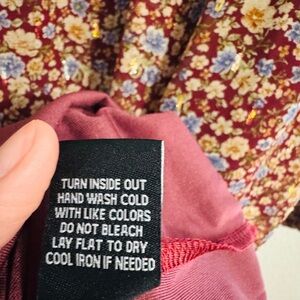 TURN INSIDE OUT
HAND WASH COLD
WITH LIKE COLORS
DO NOT BLEACH
LAY FLAT TO DRY
COOL IRON IF NEEDED